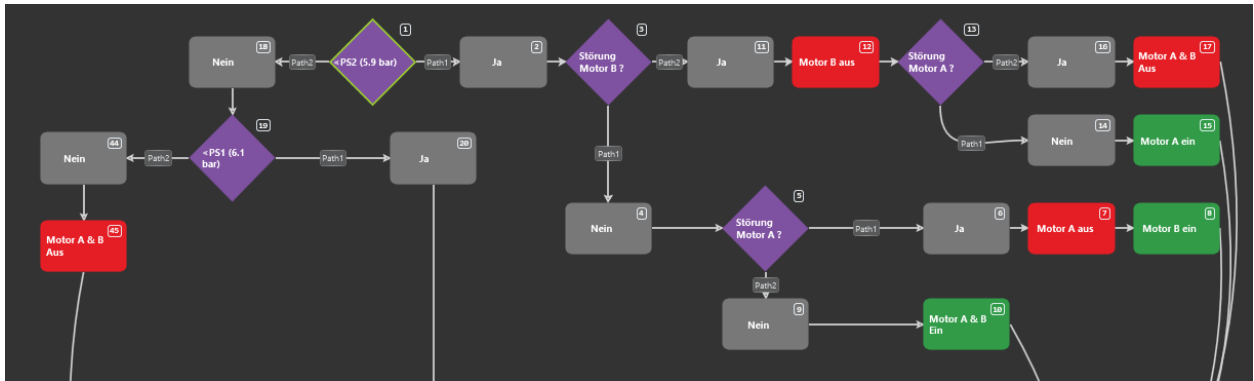 18
Nein
Path2
1
<PS2 (5.9 bar)
Path1
2
Ja
3
Störung
Motor B ?
Path2
11
Ja
12
Motor B aus
13
Störung
Motor A ?
Path2
16
Ja
17
Motor A & B
Aus
Path1
14
Nein
15
Motor A ein
44
Nein
Path2
19
<PS1 (6.1
bar)
Path1
20
Ja
Path1
45
Motor A & B
Aus
4
Nein
5
Störung
Motor A ?
Path1
6
Ja
7
Motor A aus
8
Motor B ein
Path2
9
Nein
10
Motor A & B
Ein